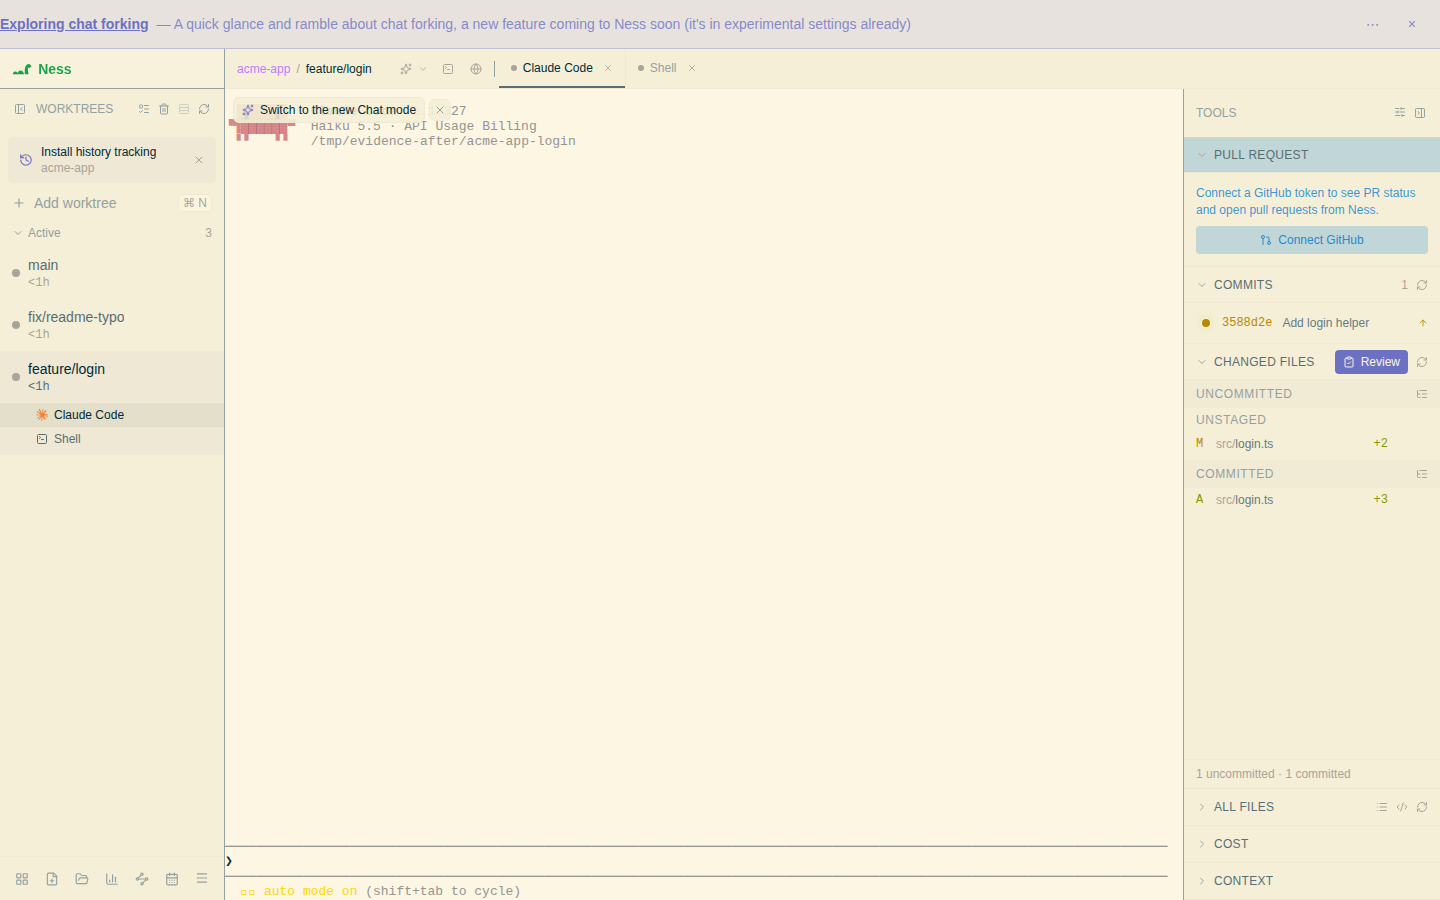 Exploring chat forking — A quick glance and ramble about chat forking, a new feature coming to Ness soon (it's in experimental settings already)
Ness
acme-app / feature/login
Claude Code
Shell
WORKTREES
Install history tracking
acme-app
Add worktree
⌘ N
Active
3
main
<1h
fix/readme-typo
<1h
feature/login
<1h
Claude Code
Shell
Switch to the new Chat mode
27
Haiku 5.5 · API Usage Billing
/tmp/evidence-after/acme-app-login
❯
auto mode on (shift+tab to cycle)
TOOLS
PULL REQUEST
Connect a GitHub token to see PR status
and open pull requests from Ness.
Connect GitHub
COMMITS
1
3588d2e Add login helper
CHANGED FILES
Review
UNCOMMITTED
UNSTAGED
M src/login.ts +2
COMMITTED
A src/login.ts +3
1 uncommitted · 1 committed
ALL FILES
COST
CONTEXT